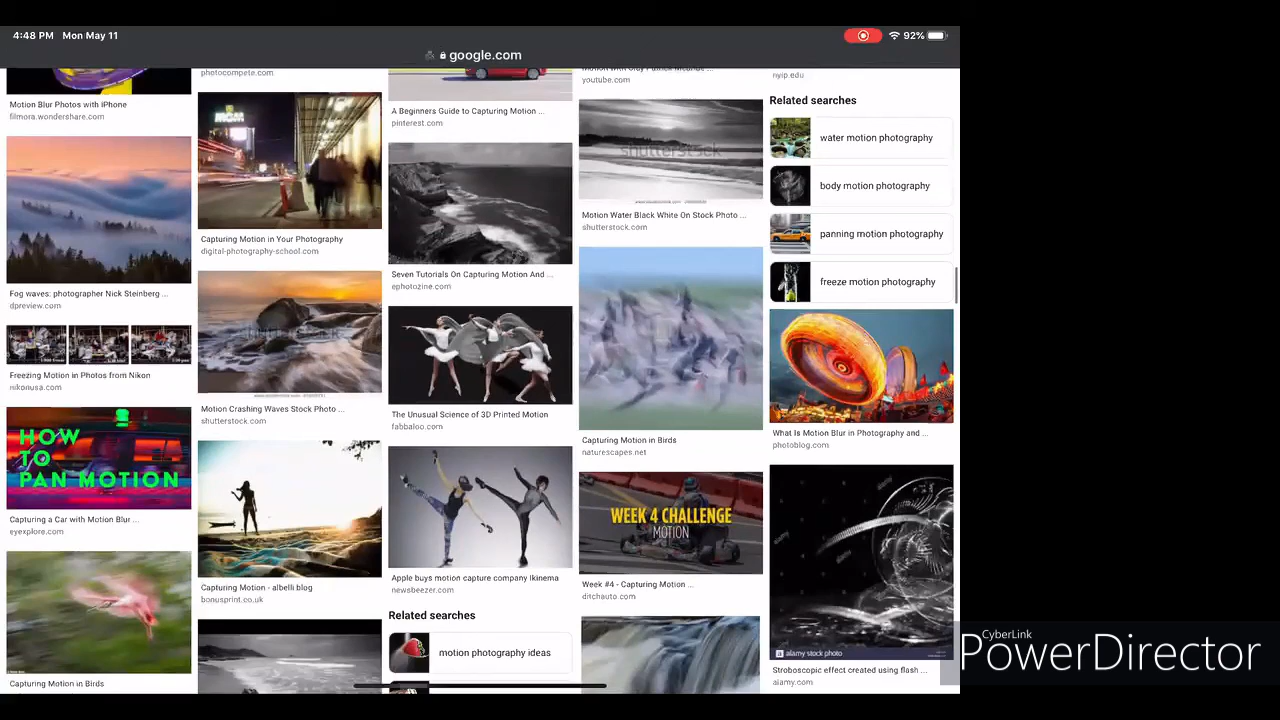 4:48 PM Mon May 11
92%
google.com
Motion Blur Photos with iPhone
filmora.wondershare.com
Fog waves: photographer Nick Steinberg ...
dpreview.com
Freezing Motion in Photos from Nikon
nikonusa.com
HOW
TO
PAN MOTION
Capturing a Car with Motion Blur ...
eyexplore.com
Capturing Motion in Birds
photocompete.com
Capturing Motion in Your Photography
digital-photography-school.com
shutterstock
Motion Crashing Waves Stock Photo ...
shutterstock.com
Capturing Motion - albelli blog
bonusprint.co.uk
A Beginners Guide to Capturing Motion ...
pinterest.com
Seven Tutorials On Capturing Motion And ...
ephotozine.com
The Unusual Science of 3D Printed Motion
fabbaloo.com
Apple buys motion capture company Ikinema
newsbeezer.com
Related searches
motion photography ideas
youtube.com
shutterstock
Motion Water Black White On Stock Photo ...
shutterstock.com
Capturing Motion in Birds
naturescapes.net
WEEK 4 CHALLENGE
MOTION
Week #4 - Capturing Motion ...
ditchauto.com
nyip.edu
Related searches
water motion photography
body motion photography
panning motion photography
freeze motion photography
What Is Motion Blur in Photography and ...
photoblog.com
alamy stock photo
Stroboscopic effect created using flash ...
alamy.com
CyberLink
PowerDirector